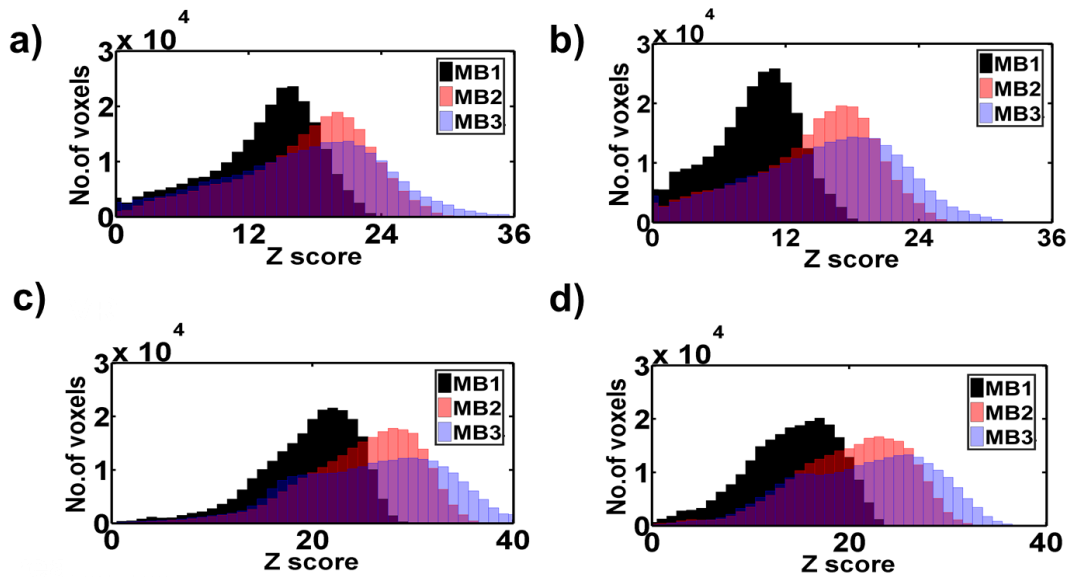 a)
x 10 4
No.of voxels
3
2
1
0
MB1
MB2
MB3
0 12 24 36
Z score
b)
x 10 4
No.of voxels
3
2
1
0
MB1
MB2
MB3
0 12 24 36
Z score
c)
x 10 4
No.of voxels
3
2
1
0
MB1
MB2
MB3
0 20 40
Z score
d)
x 10 4
No.of voxels
3
2
1
0
MB1
MB2
MB3
0 20 40
Z score